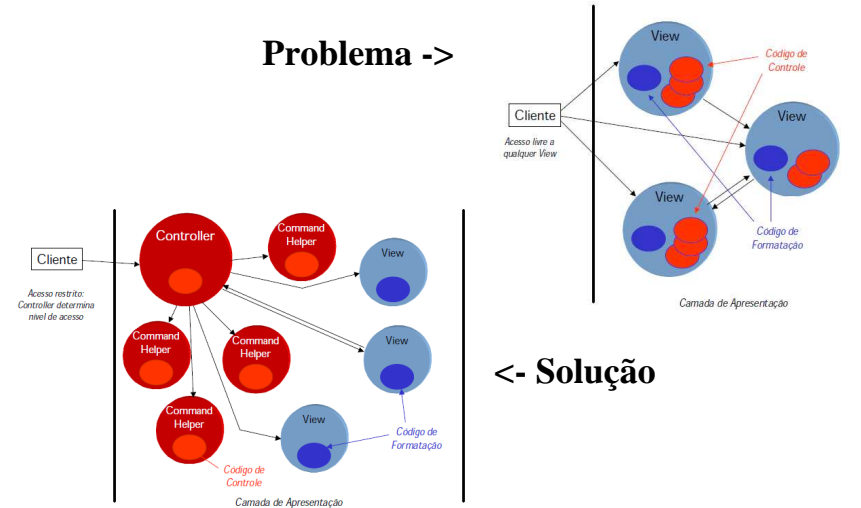 Problema ->
View
Código de
Controle
Cliente
Acesso livre a
qualquer View
View
View
Código de
Formatação
Camada de Apresentação
Controller
Command
Helper
View
Cliente
Acesso restrito:
Controller determina
nível de acesso
Command
Helper
Command
Helper
View
<- Solução
Command
Helper
View
Código de
Formatação
Código de
Controle
Camada de Apresentação